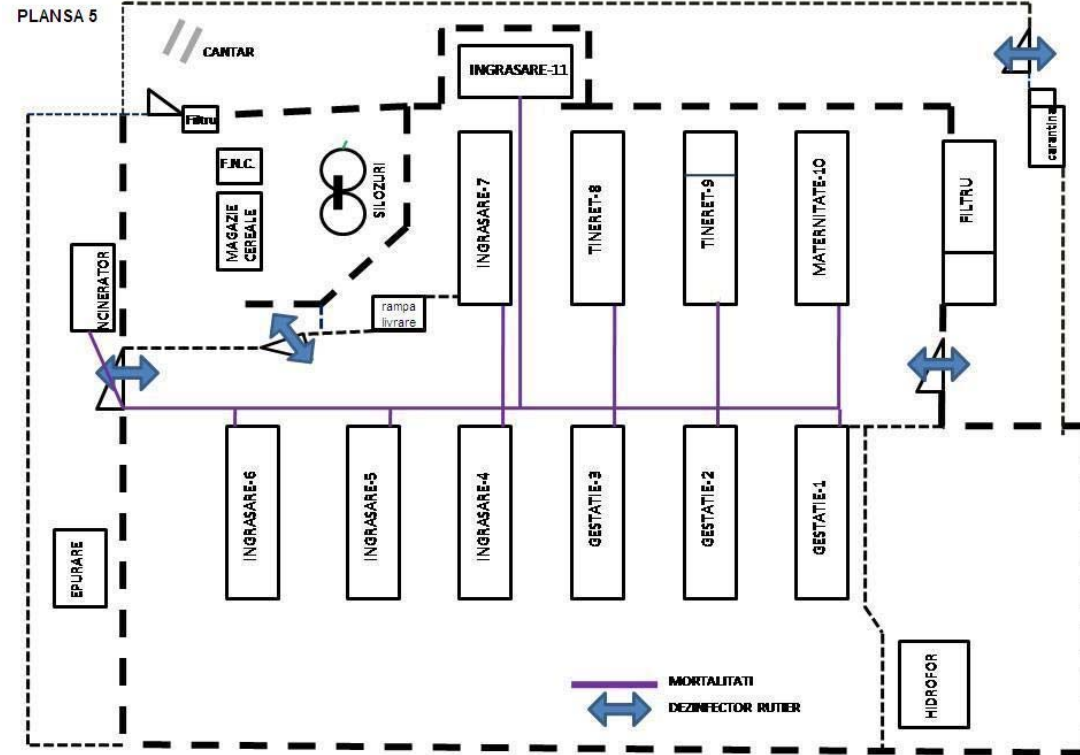 PLANSA 5
CANTAR
INGRASARE-11
Filtru
carantina
F.N.C.
SILOZURI
MAGAZIE
CEREALE
INGRASARE-7
TINERET-8
TINERET-9
MATERNITATE-10
FILTRU
NCINERATOR
rampa
livrare
INGRASARE-6
INGRASARE-5
INGRASARE-4
GESTATIE-3
GESTATIE-2
GESTATIE-1
EPURARE
HIDROFOR
MORTALITATI
DEZINFECTOR RUTIER